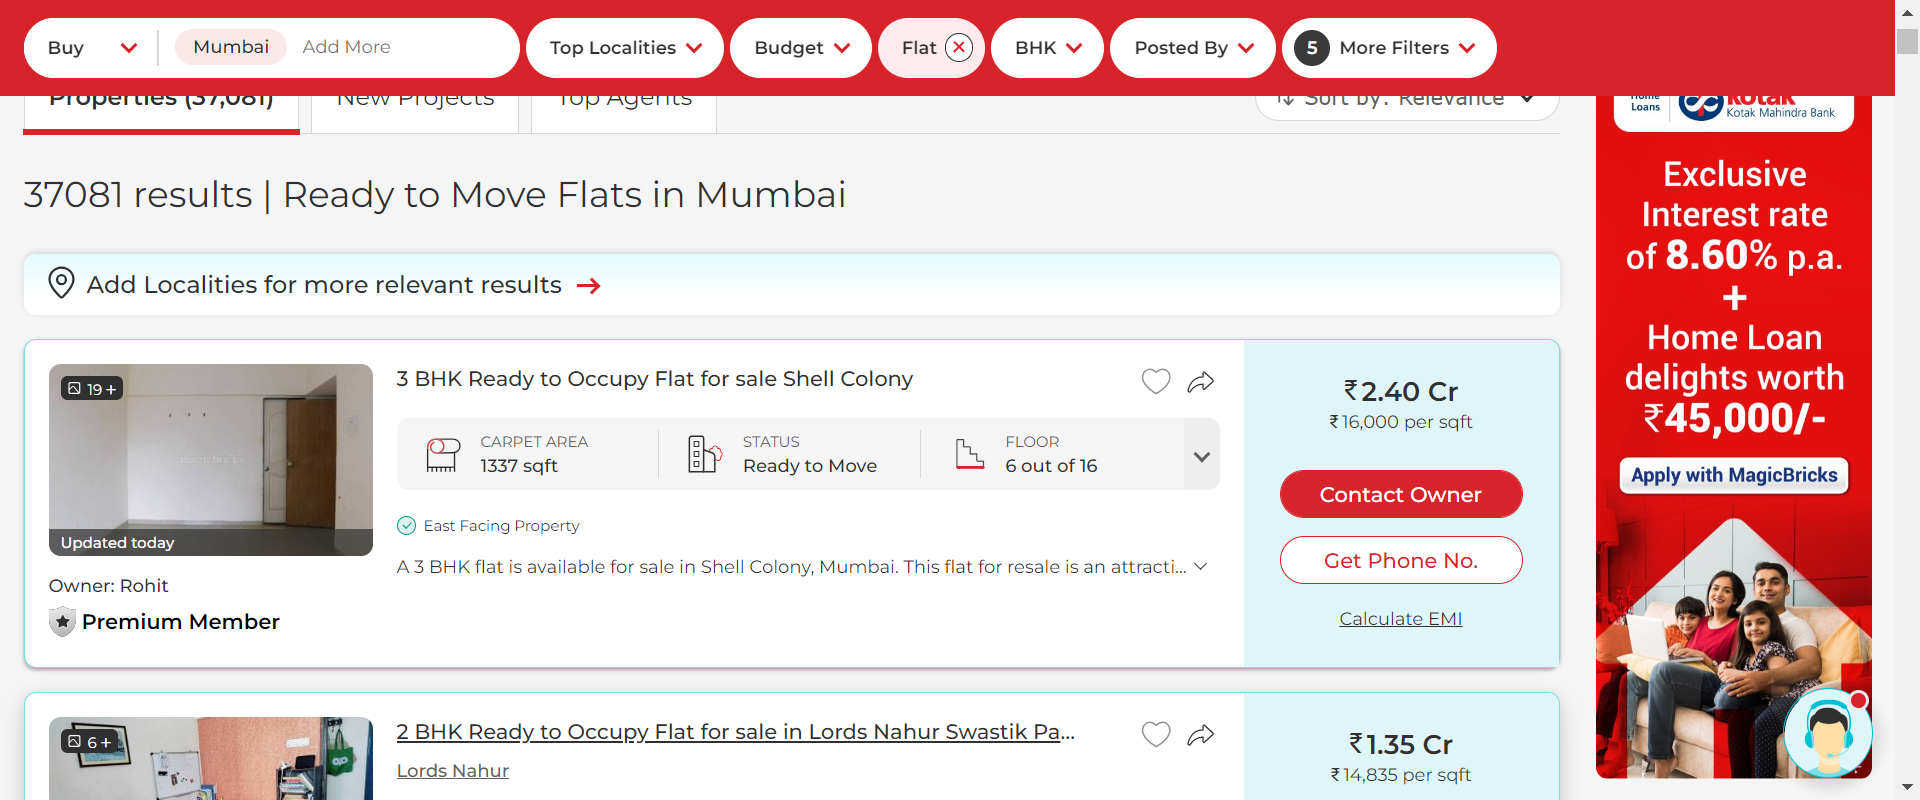 Buy
Mumbai
Add More
Top Localities
Budget
Flat
BHK
Posted By
5
More Filters
Properties (37,081)
New Projects
Top Agents
Sort by: Relevance
37081 results | Ready to Move Flats in Mumbai
Add Localities for more relevant results
19+
Updated today
Owner: Rohit
Premium Member
3 BHK Ready to Occupy Flat for sale Shell Colony
CARPET AREA
1337 sqft
STATUS
Ready to Move
FLOOR
6 out of 16
East Facing Property
A 3 BHK flat is available for sale in Shell Colony, Mumbai. This flat for resale is an attracti...
₹2.40 Cr
₹16,000 per sqft
Contact Owner
Get Phone No.
Calculate EMI
6+
2 BHK Ready to Occupy Flat for sale in Lords Nahur Swastik Pa...
Lords Nahur
₹1.35 Cr
₹14,835 per sqft
Home
Loans
kotak
Kotak Mahindra Bank
Exclusive
Interest rate
of 8.60% p.a.
+
Home Loan
delights worth
₹45,000/-
Apply with MagicBricks